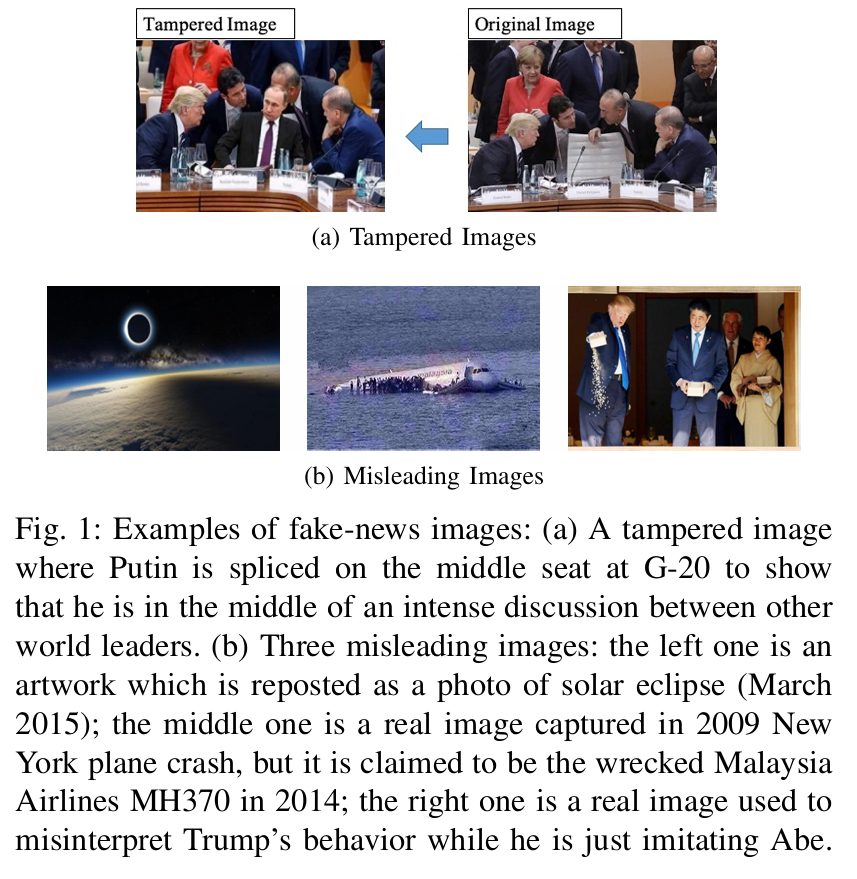 Tampered Image
Original Image
(a) Tampered Images
malaysia
(b) Misleading Images
Fig. 1: Examples of fake-news images: (a) A tampered image
where Putin is spliced on the middle seat at G-20 to show
that he is in the middle of an intense discussion between other
world leaders. (b) Three misleading images: the left one is an
artwork which is reposted as a photo of solar eclipse (March
2015); the middle one is a real image captured in 2009 New
York plane crash, but it is claimed to be the wrecked Malaysia
Airlines MH370 in 2014; the right one is a real image used to
misinterpret Trump's behavior while he is just imitating Abe.